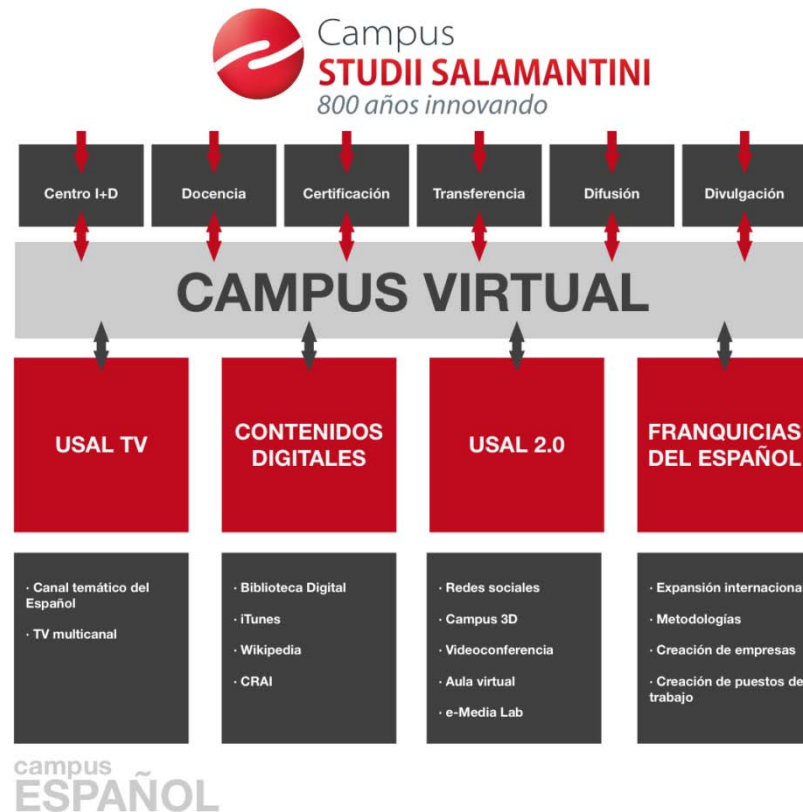 Campus
STUDII SALAMANTINI
800 años innovando
Centro I+D
Docencia
Certificación
Transferencia
Difusión
Divulgación
CAMPUS VIRTUAL
USAL TV
CONTENIDOS
DIGITALES
USAL 2.0
FRANQUICIAS
DEL ESPAÑOL
· Canal temático del
Español
· TV multicanal
· Biblioteca Digital
· iTunes
· Wikipedia
· CRAI
· Redes sociales
· Campus 3D
· Videoconferencia
· Aula virtual
· e-Media Lab
· Expansión internaciona
· Metodologías
· Creación de empresas
· Creación de puestos de
trabajo
campus
ESPAÑOL